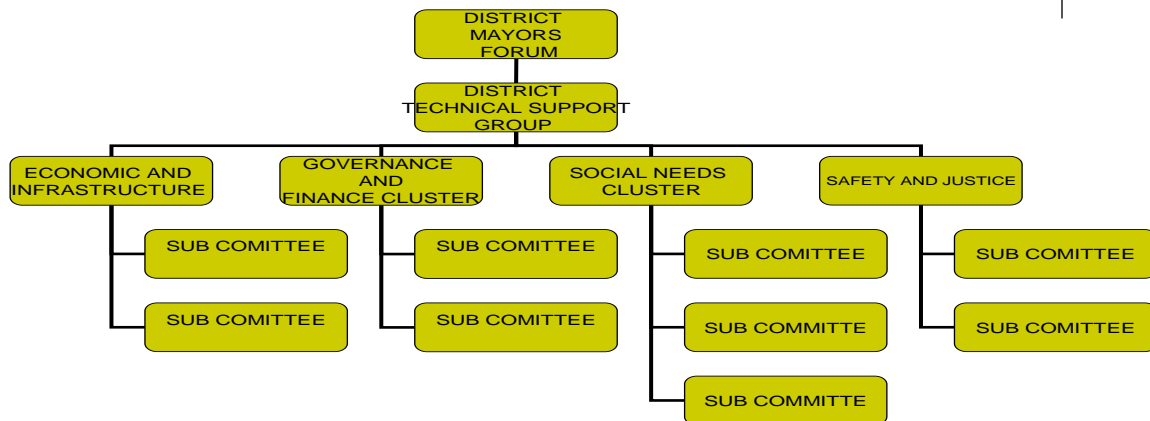 DISTRICT
MAYORS
FORUM
DISTRICT
TECHNICAL SUPPORT
GROUP
ECONOMIC AND
INFRASTRUCTURE
GOVERNANCE
AND
FINANCE CLUSTER
SOCIAL NEEDS
CLUSTER
SAFETY AND JUSTICE
SUB COMITTEE
SUB COMITTEE
SUB COMITTEE
SUB COMITTEE
SUB COMITTEE
SUB COMITTEE
SUB COMMITTE
SUB COMITTEE
SUB COMMITTE